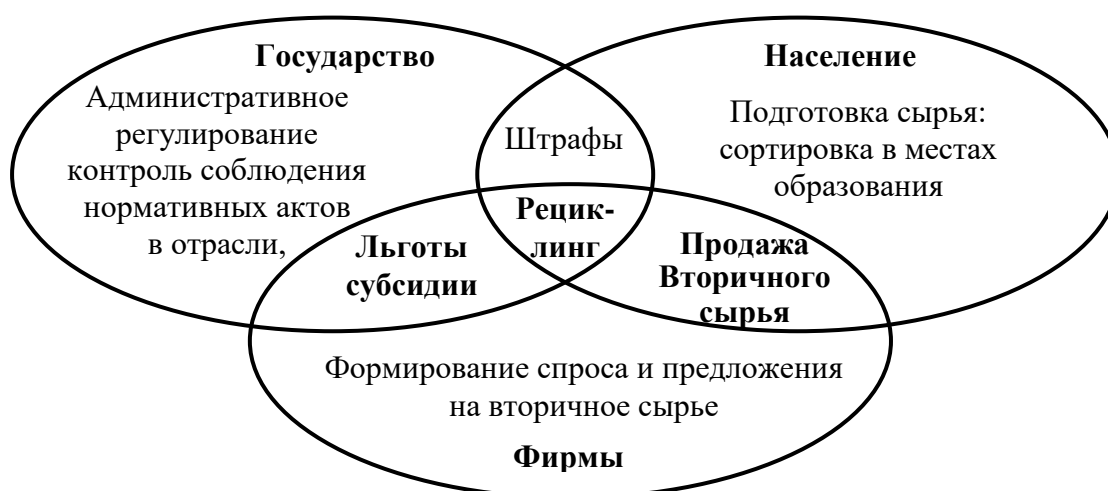 Государство
Административное
регулирование
контроль соблюдения
нормативных актов
в отрасли,
Штрафы
Население
Подготовка сырья:
сортировка в местах
образования
Льготы
субсидии
Рецик-
линг
Продажа
Вторичного
сырья
Формирование спроса и предложения
на вторичное сырье
Фирмы